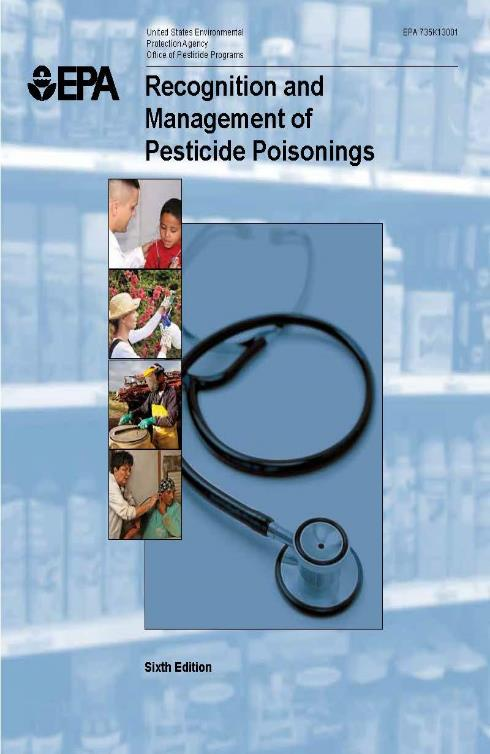 United States Environmental
Protection Agency
Office of Pesticide Programs
EPA 735K13001
EPA
Recognition and
Management of
Pesticide Poisonings
Sixth Edition